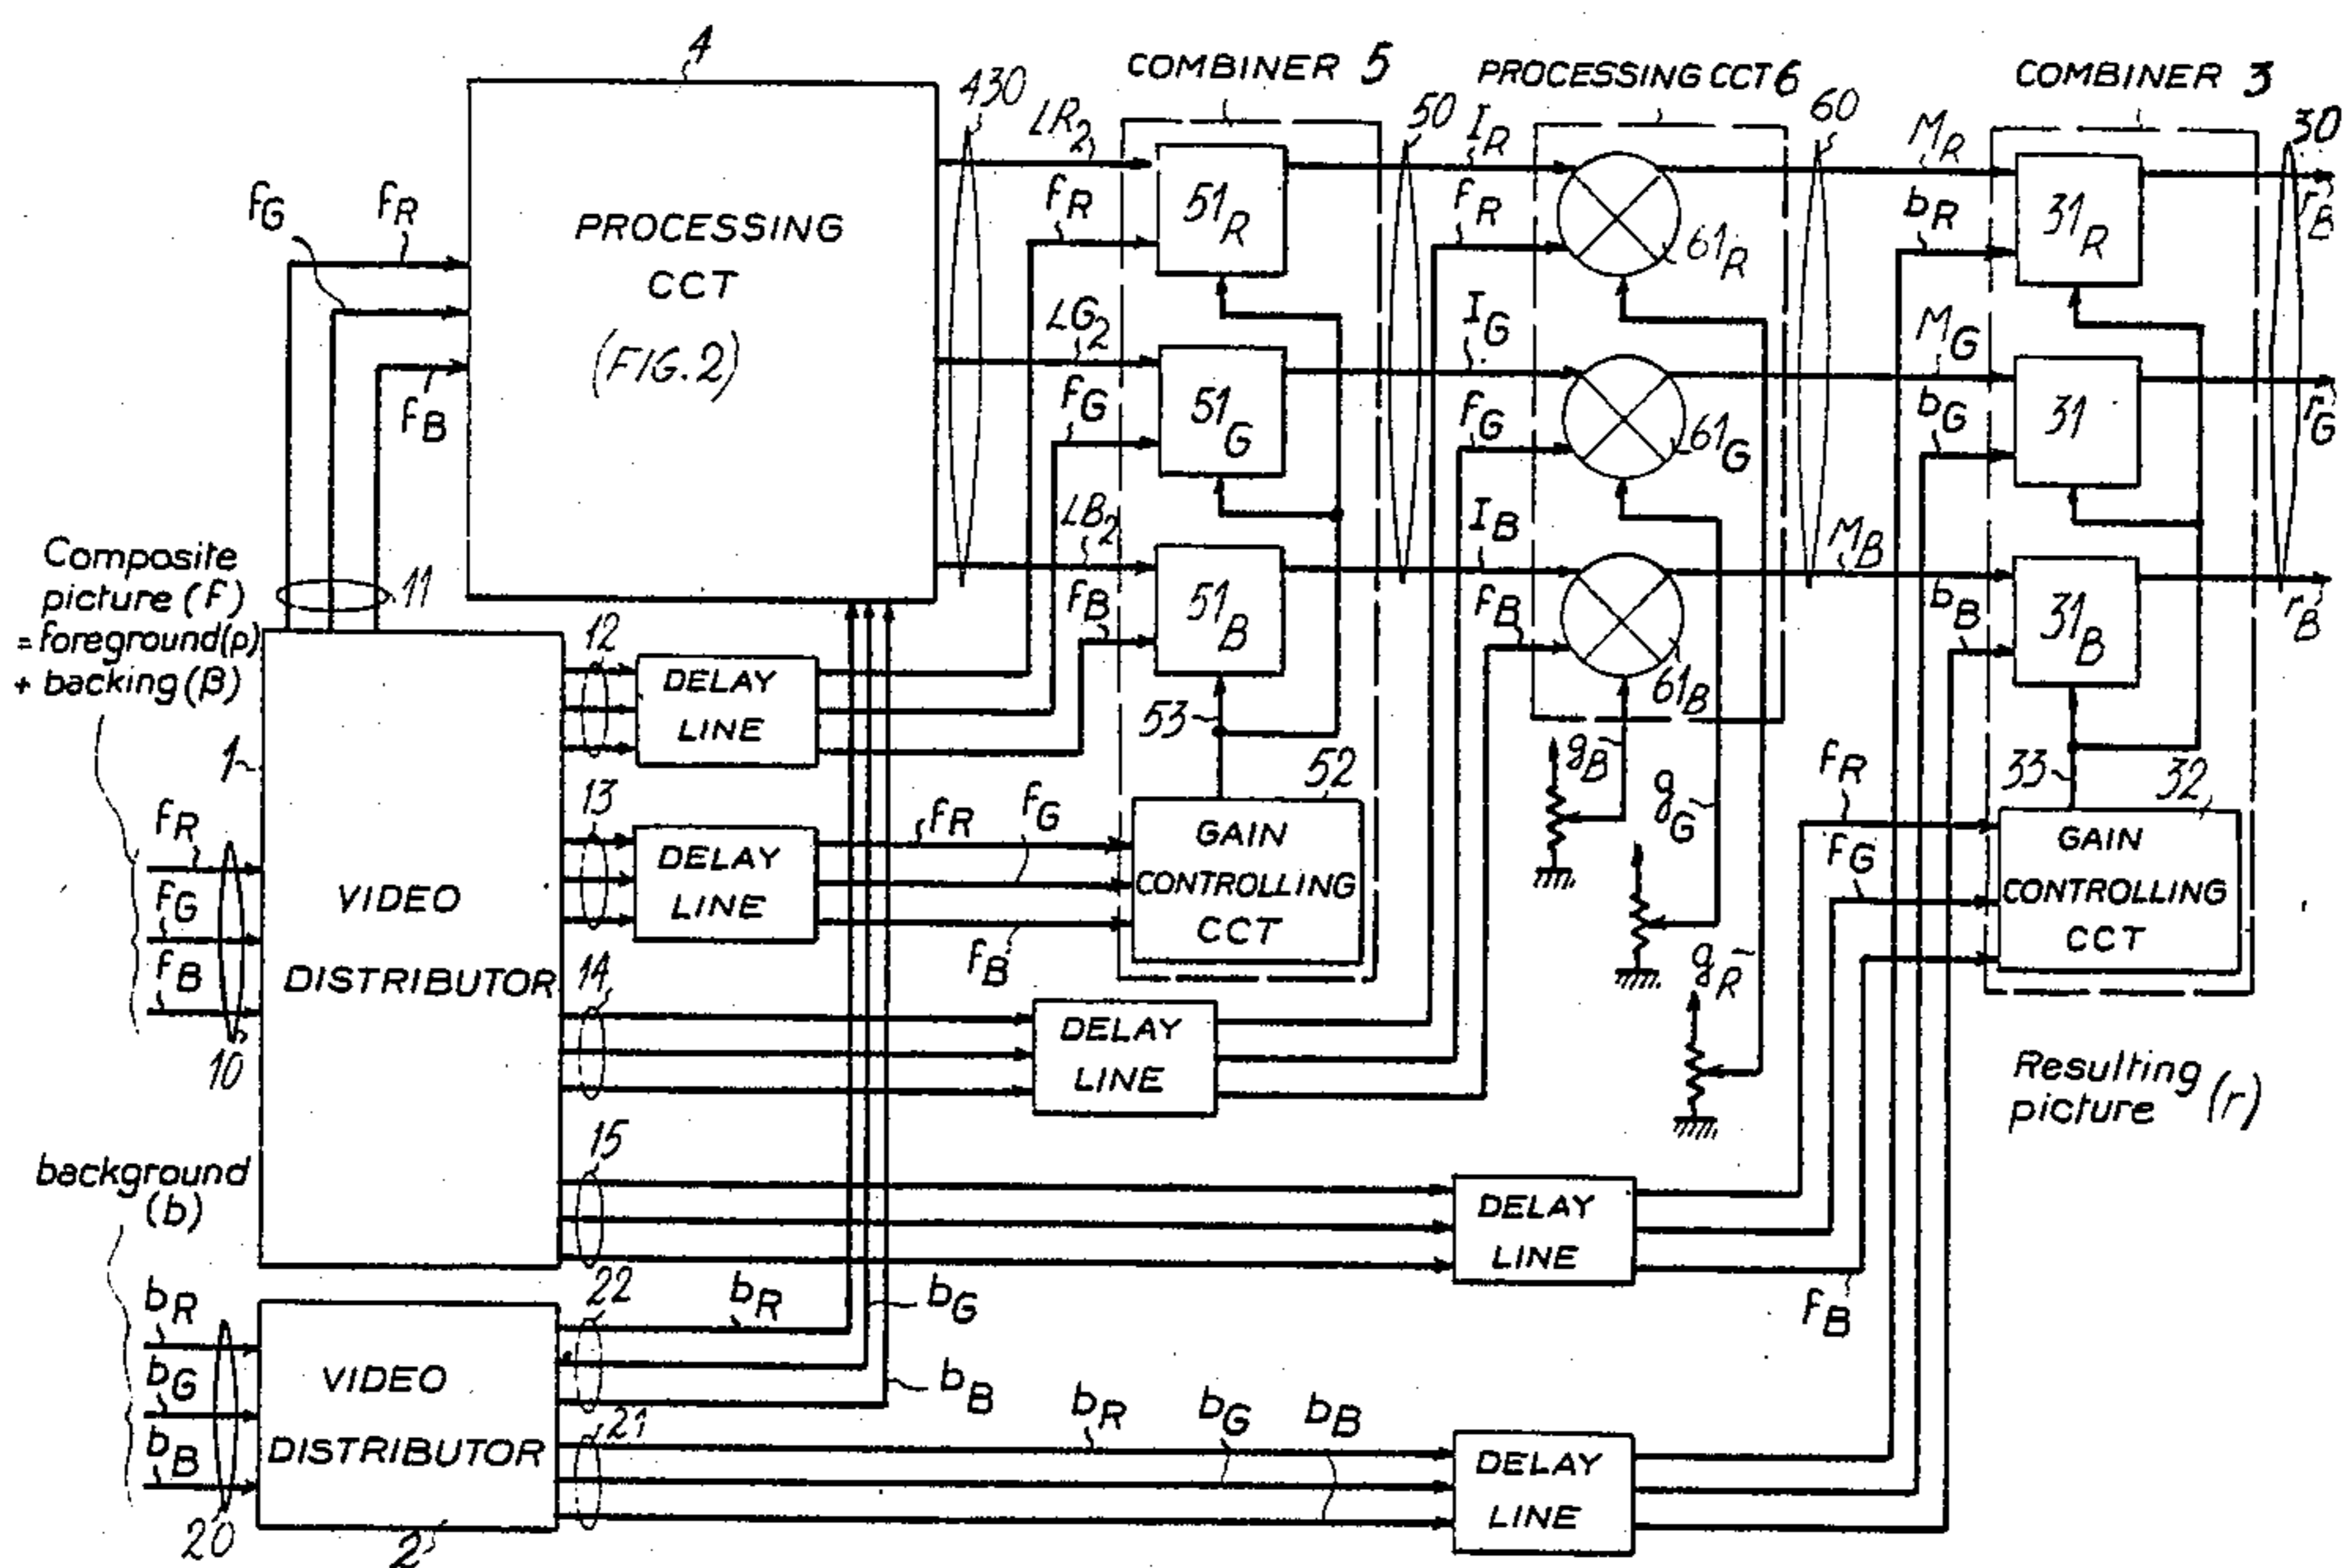 4
COMBINER 5
PROCESSING CCT 6
COMBINER 3
430
LR2
50
IR
60
MR
30
fG
fR
PROCESSING
CCT
(FIG. 2)
fR
51R
fR
61R
bR
31R
rB
LG2
IG
MG
fB
fG
51G
fG
61G
bG
31
rG
LB2
IB
MB
Composite
picture (f)
= foreground (ρ)
+ backing (β)
11
12
fB
51B
fB
61B
bB
31B
rB
DELAY
LINE
53
gB
1
13
fR
fG
52
gG
fR
33
32
fR
fG
fB
10
VIDEO
DISTRIBUTOR
DELAY
LINE
fB
GAIN
CONTROLLING
CCT
fG
GAIN
CONTROLLING
CCT
14
gR
DELAY
LINE
Resulting
picture (r)
15
background
(b)
DELAY
LINE
22
bR
bG
fB
bR
bG
bB
20
VIDEO
DISTRIBUTOR
2
bB
21
bR
bG
bB
DELAY
LINE